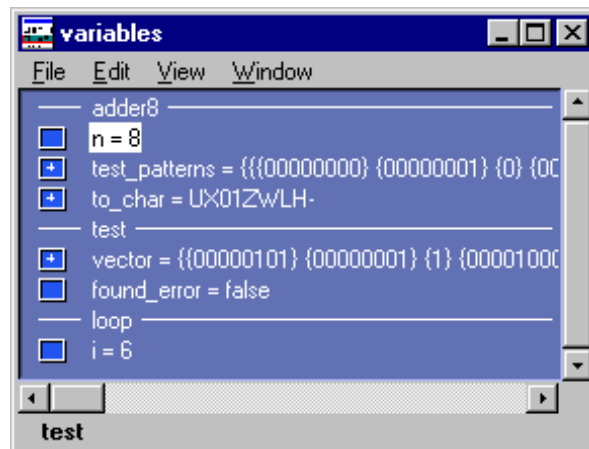 variables
File Edit View Window
adder8
n = 8
test_patterns = {{{00000000} {00000001} {0} {00
to_char = UX01ZWLH-
test
vector = {{00000101} {00000001} {1} {00001000
found_error = false
loop
i = 6
test